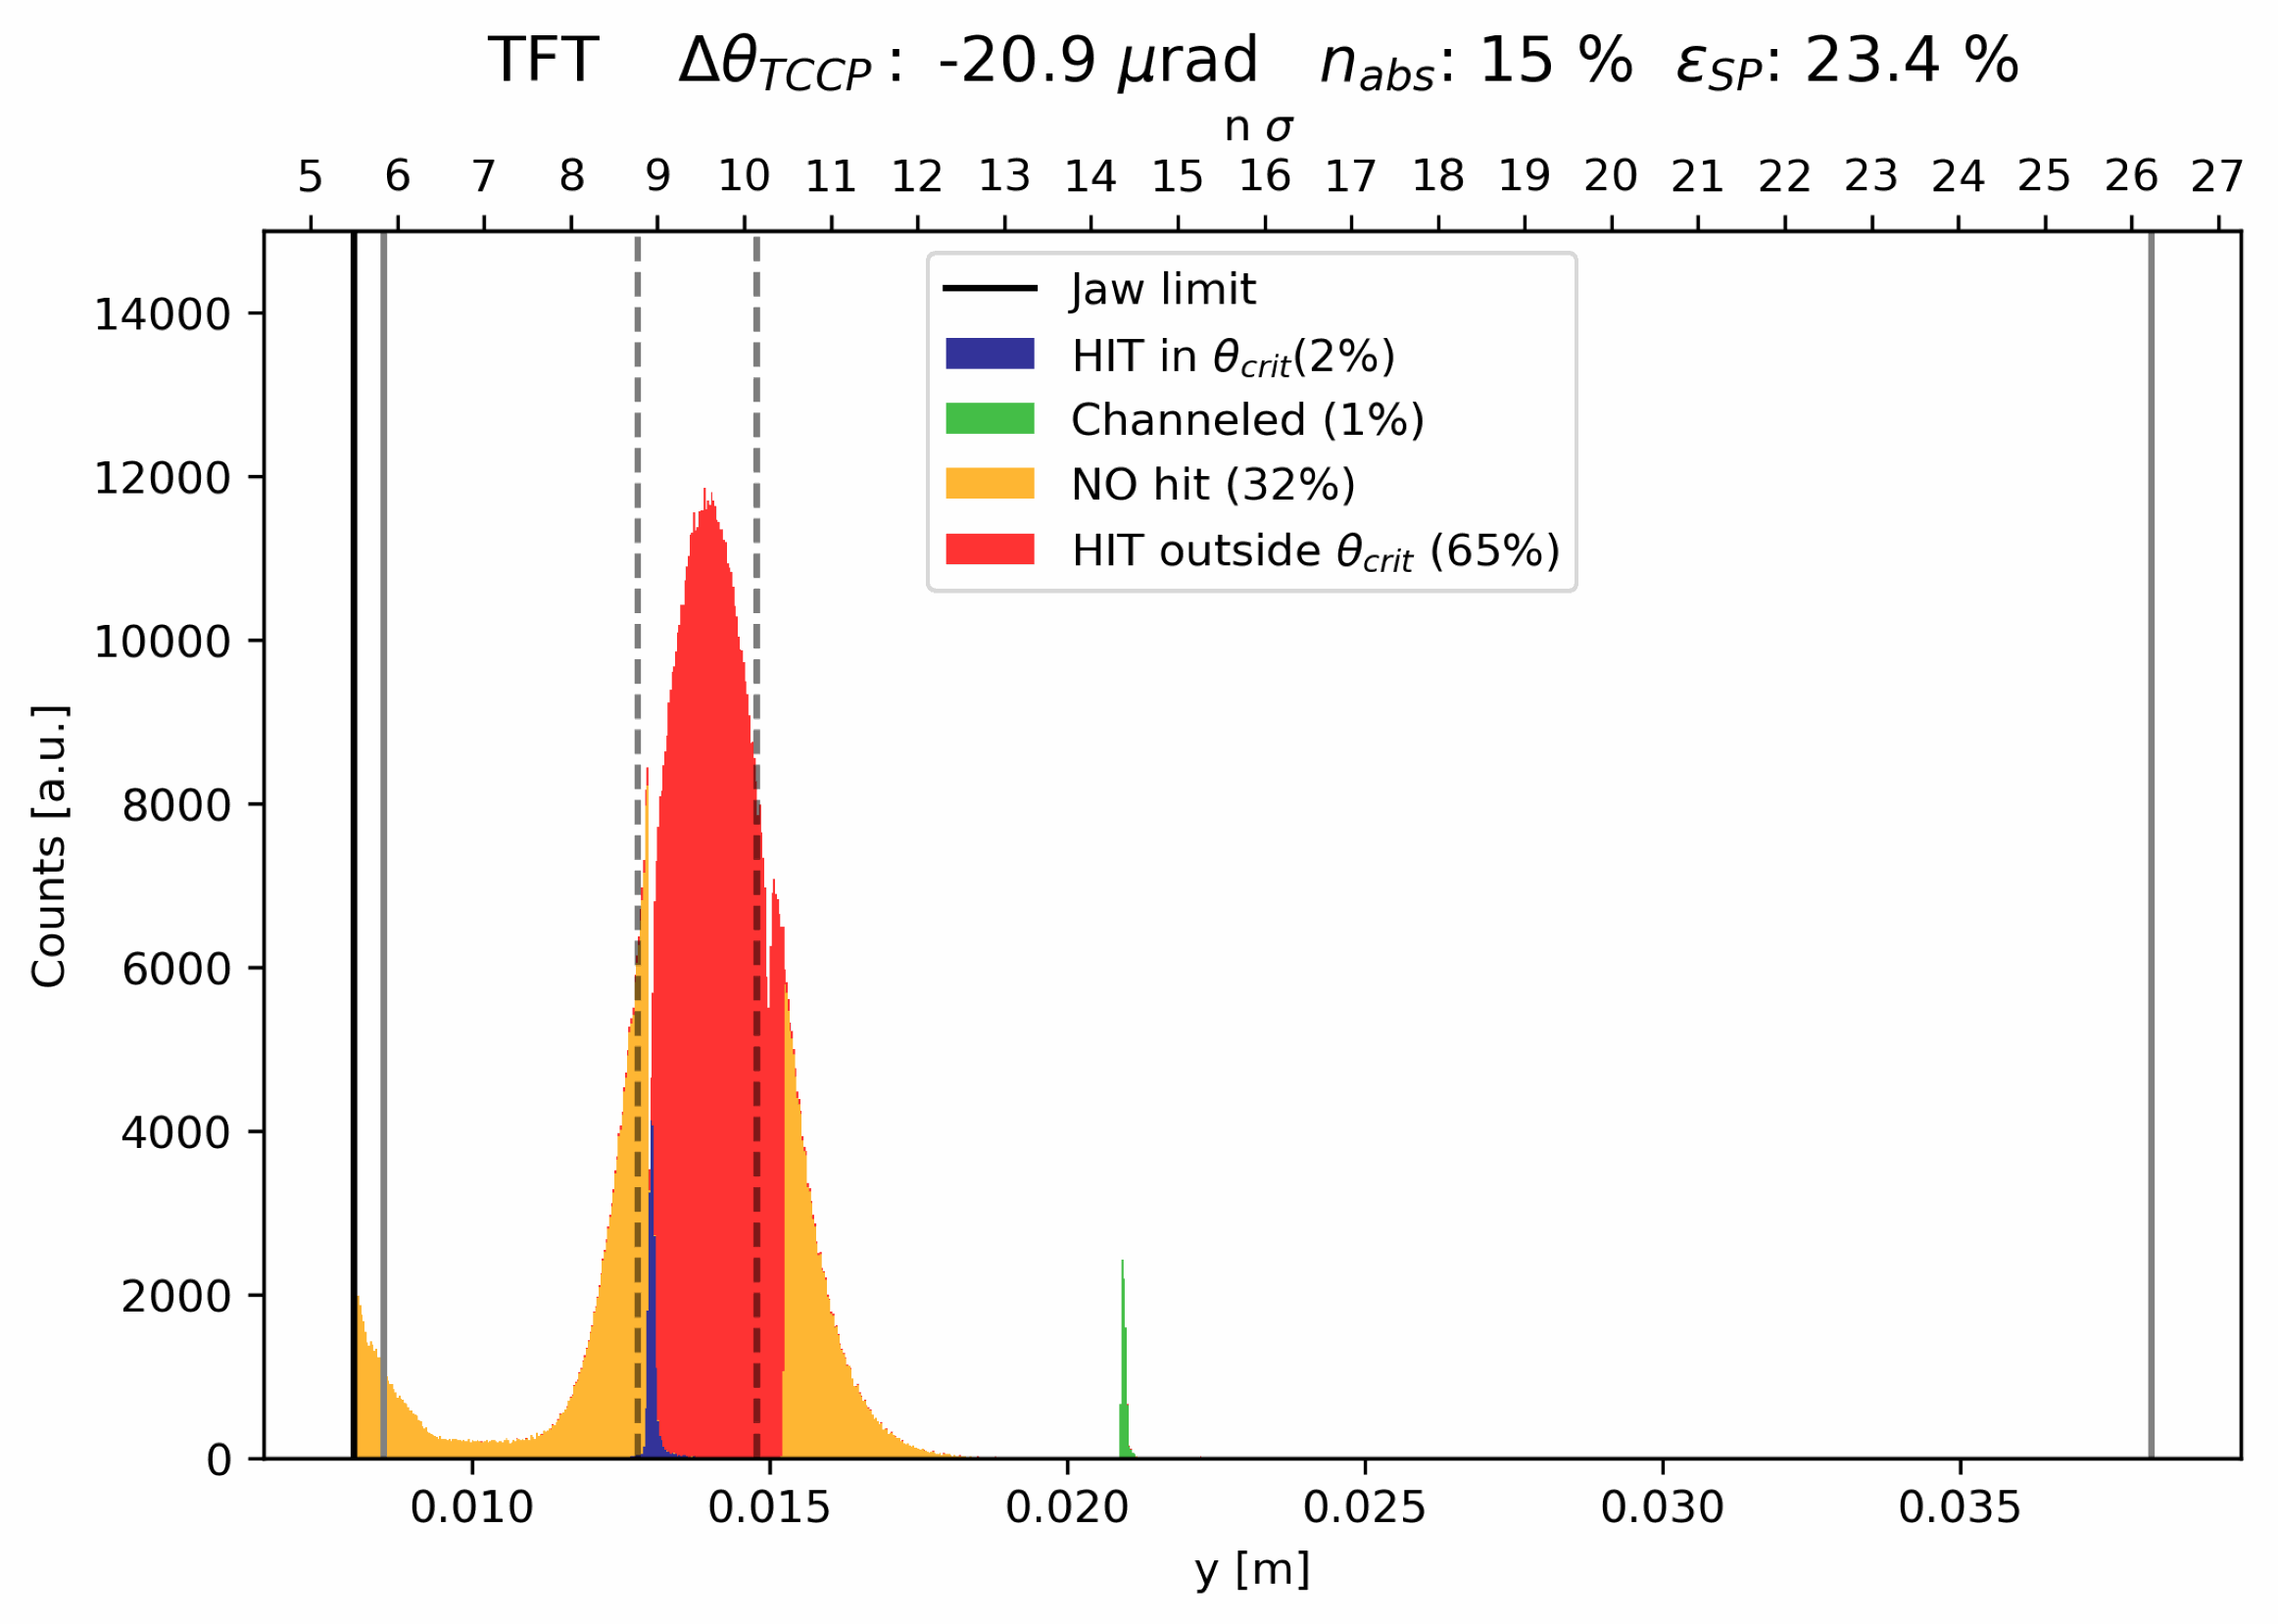 TFT Δθ_TCCP : -20.9 μrad n_abs: 15 % ε_SP: 23.4 %
n σ
5 6 7 8 9 10 11 12 13 14 15 16 17 18 19 20 21 22 23 24 25 26 27
Jaw limit
HIT in θ_crit(2%)
Channeled (1%)
NO hit (32%)
HIT outside θ_crit (65%)
14000
12000
10000
8000
6000
4000
2000
0
Counts [a.u.]
0.010 0.015 0.020 0.025 0.030 0.035
y [m]